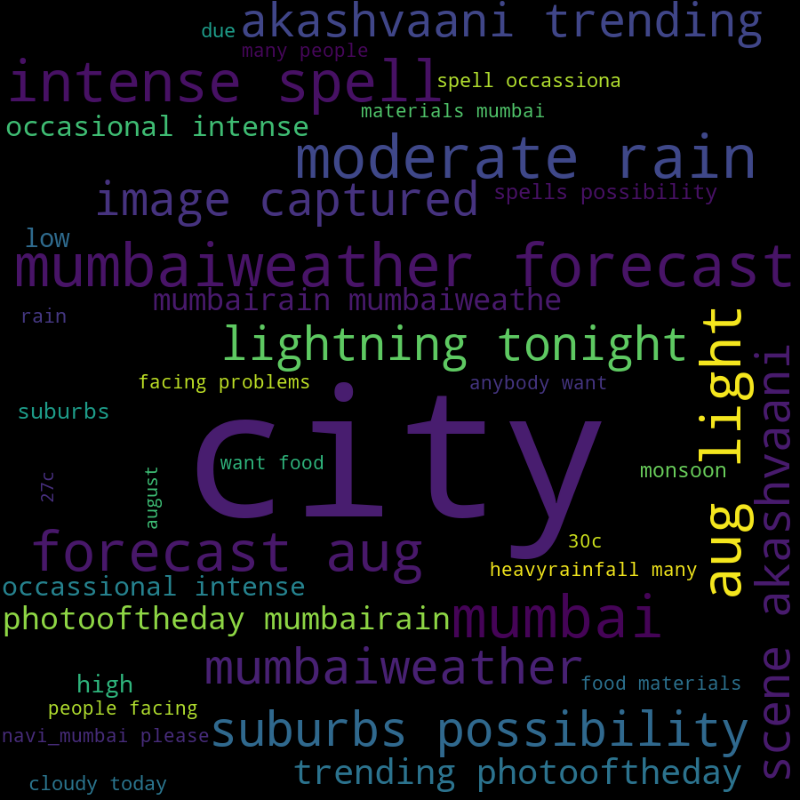 due
akashvaani trending
many people
intense spell
spell occassiona
materials mumbai
occasional intense
moderate rain
image captured
spells possibility
low
mumbaiweather forecast
mumbairain mumbaiweathe
rain
lightning tonight
aug light
scene akashvaani
facing problems
anybody want
suburbs
city
want food
monsoon
27c
august
30c
forecast aug
heavyrainfall many
occassional intense
photooftheday mumbairain
mumbai
mumbaiweather
high
food materials
people facing
navi_mumbai please
suburbs possibility
trending photooftheday
cloudy today